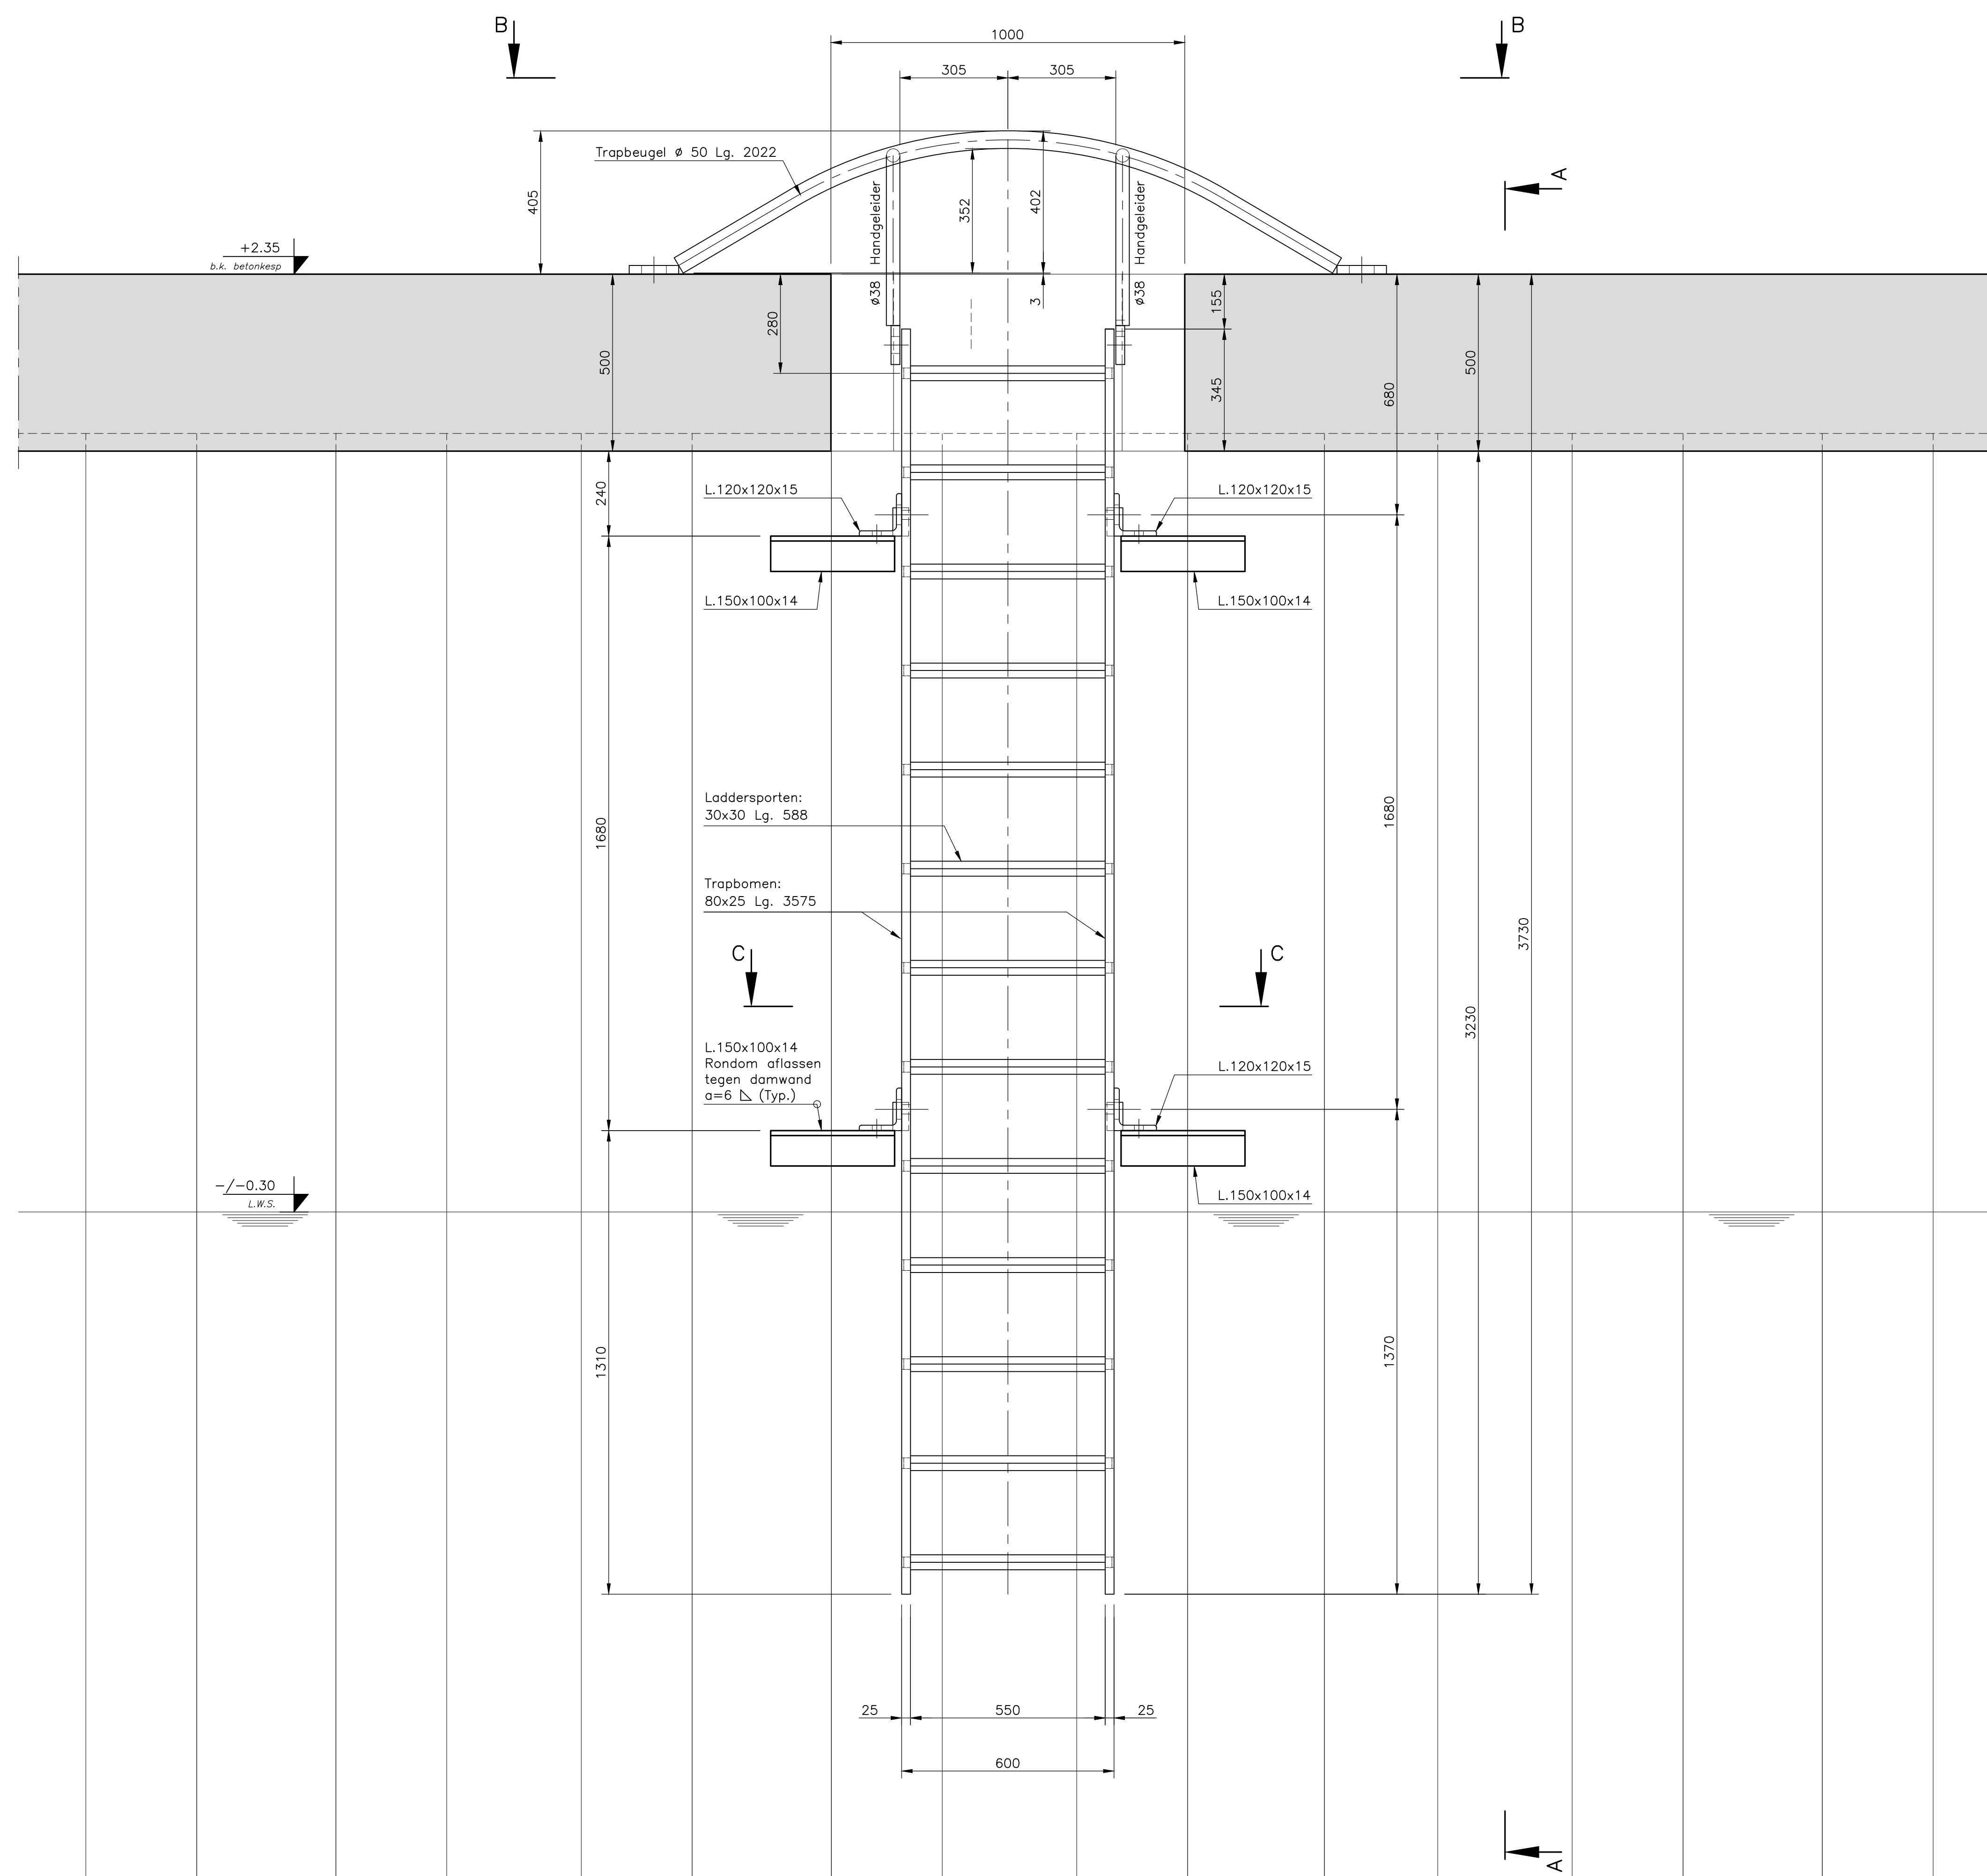 B
B
1000
305
305
Trapbeugel ø 50 Lg. 2022
A
405
ø38 Handgeleider
352
402
ø38 Handgeleider
+2.35
b.k. betonkesp
3
155
280
500
345
680
500
240
L.120x120x15
L.120x120x15
L.150x100x14
L.150x100x14
1680
1680
Laddersporten:
30x30 Lg. 588
Trapbomen:
80x25 Lg. 3575
3730
C
C
3230
L.150x100x14
Rondom aflassen
tegen damwand
a=6 ◺ (Typ.)
L.120x120x15
-/-0.30
L.W.S.
L.150x100x14
1310
1370
25
550
25
600
A